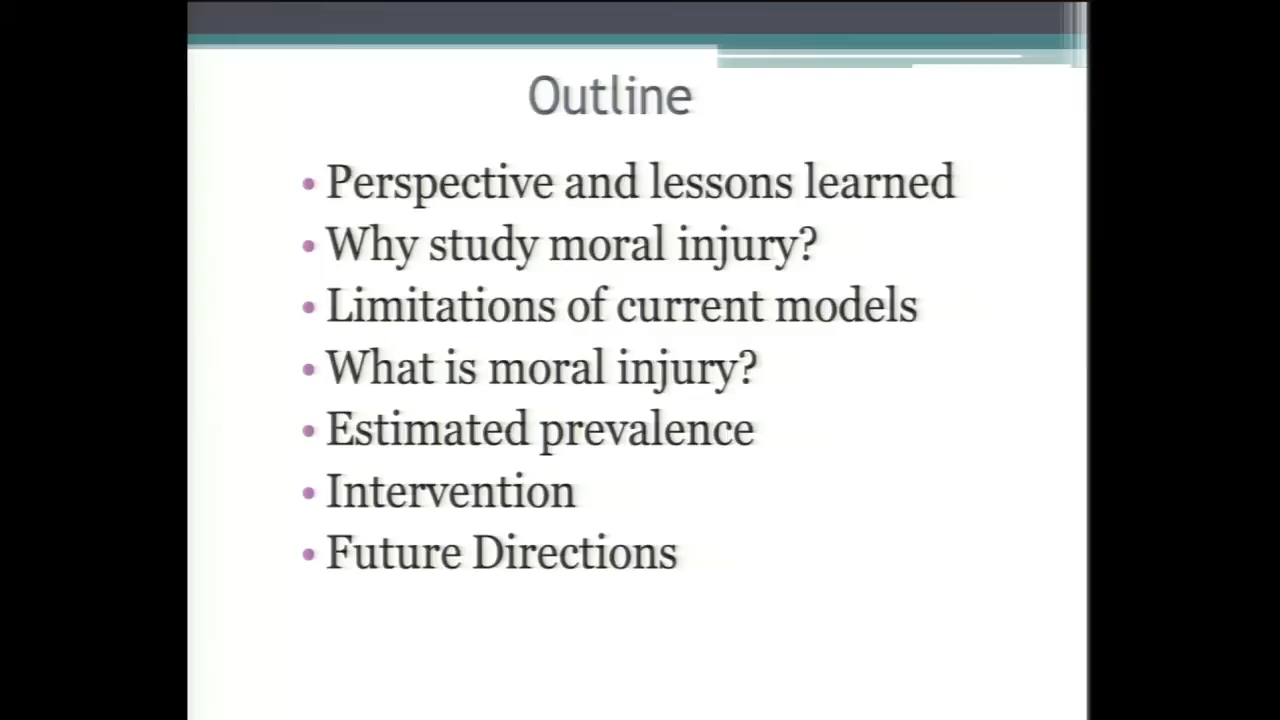 Outline
• Perspective and lessons learned
• Why study moral injury?
• Limitations of current models
• What is moral injury?
• Estimated prevalence
• Intervention
• Future Directions